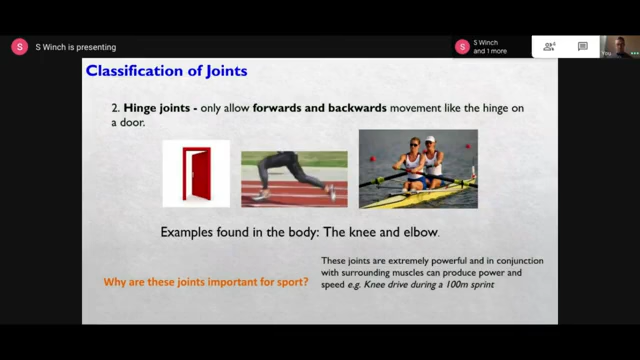 S
S Winch is presenting
S
S Winch
and 1 more
4
You
Classification of Joints
2. Hinge joints - only allow forwards and backwards movement like the hinge on
a door.
Examples found in the body: The knee and elbow.
These joints are extremely powerful and in conjunction
with surrounding muscles can produce power and
speed e.g. Knee drive during a 100m sprint
Why are these joints important for sport?